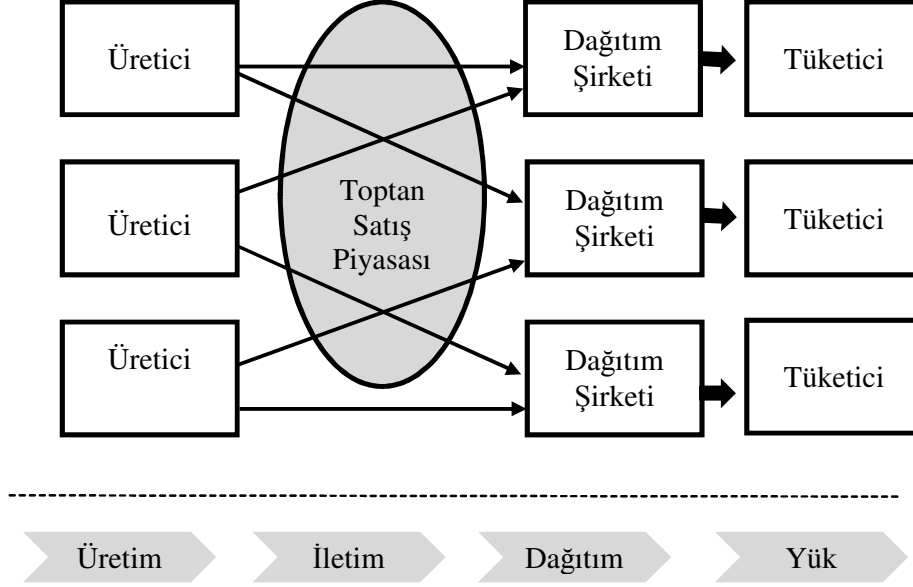 Üretici
Dağıtım
Şirketi
Tüketici
Üretici
Toptan
Satış
Piyasası
Dağıtım
Şirketi
Tüketici
Üretici
Dağıtım
Şirketi
Tüketici
Üretim
İletim
Dağıtım
Yük